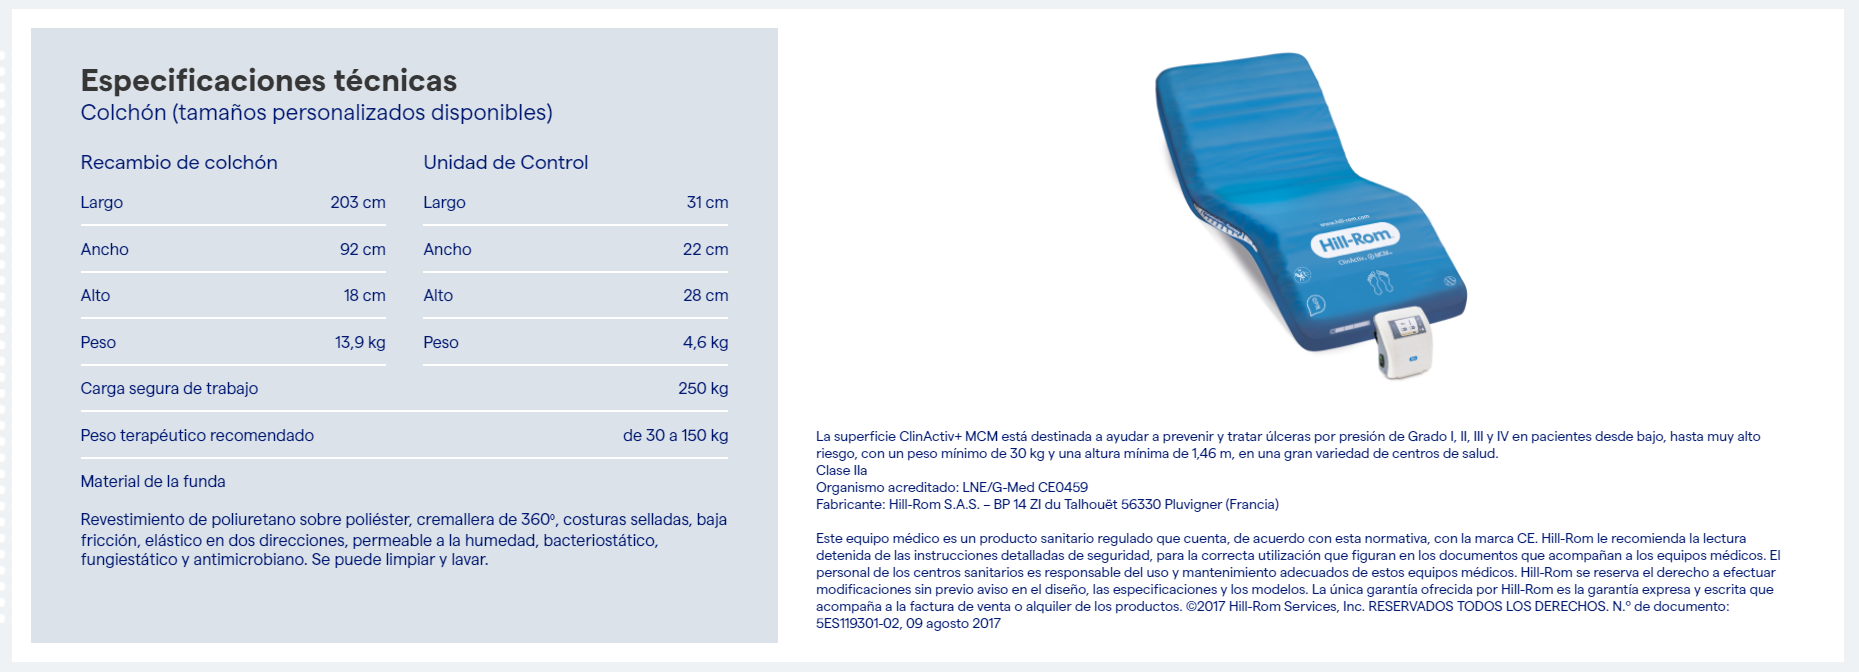 Especificaciones técnicas
Colchón (tamaños personalizados disponibles)
Recambio de colchón
Largo 203 cm
Ancho 92 cm
Alto 18 cm
Peso 13,9 kg
Unidad de Control
Largo 31 cm
Ancho 22 cm
Alto 28 cm
Peso 4,6 kg
Carga segura de trabajo 250 kg
Peso terapéutico recomendado de 30 a 150 kg
Material de la funda
Revestimiento de poliuretano sobre poliéster, cremallera de 360º, costuras selladas, baja
fricción, elástico en dos direcciones, permeable a la humedad, bacteriostático,
fungiestático y antimicrobiano. Se puede limpiar y lavar.
www.hill-rom.com
Hill-Rom
ClinActiv+ MCM
La superficie ClinActiv+ MCM está destinada a ayudar a prevenir y tratar úlceras por presión de Grado I, II, III y IV en pacientes desde bajo, hasta muy alto
riesgo, con un peso mínimo de 30 kg y una altura mínima de 1,46 m, en una gran variedad de centros de salud.
Clase IIa
Organismo acreditado: LNE/G-Med CE0459
Fabricante: Hill-Rom S.A.S. – BP 14 ZI du Talhouët 56330 Pluvigner (Francia)
Este equipo médico es un producto sanitario regulado que cuenta, de acuerdo con esta normativa, con la marca CE. Hill-Rom le recomienda la lectura
detenida de las instrucciones detalladas de seguridad, para la correcta utilización que figuran en los documentos que acompañan a los equipos médicos. El
personal de los centros sanitarios es responsable del uso y mantenimiento adecuados de estos equipos médicos. Hill-Rom se reserva el derecho a efectuar
modificaciones sin previo aviso en el diseño, las especificaciones y los modelos. La única garantía ofrecida por Hill-Rom es la garantía expresa y escrita que
acompaña a la factura de venta o alquiler de los productos. ©2017 Hill-Rom Services, Inc. RESERVADOS TODOS LOS DERECHOS. N.º de documento:
5ES119301-02, 09 agosto 2017